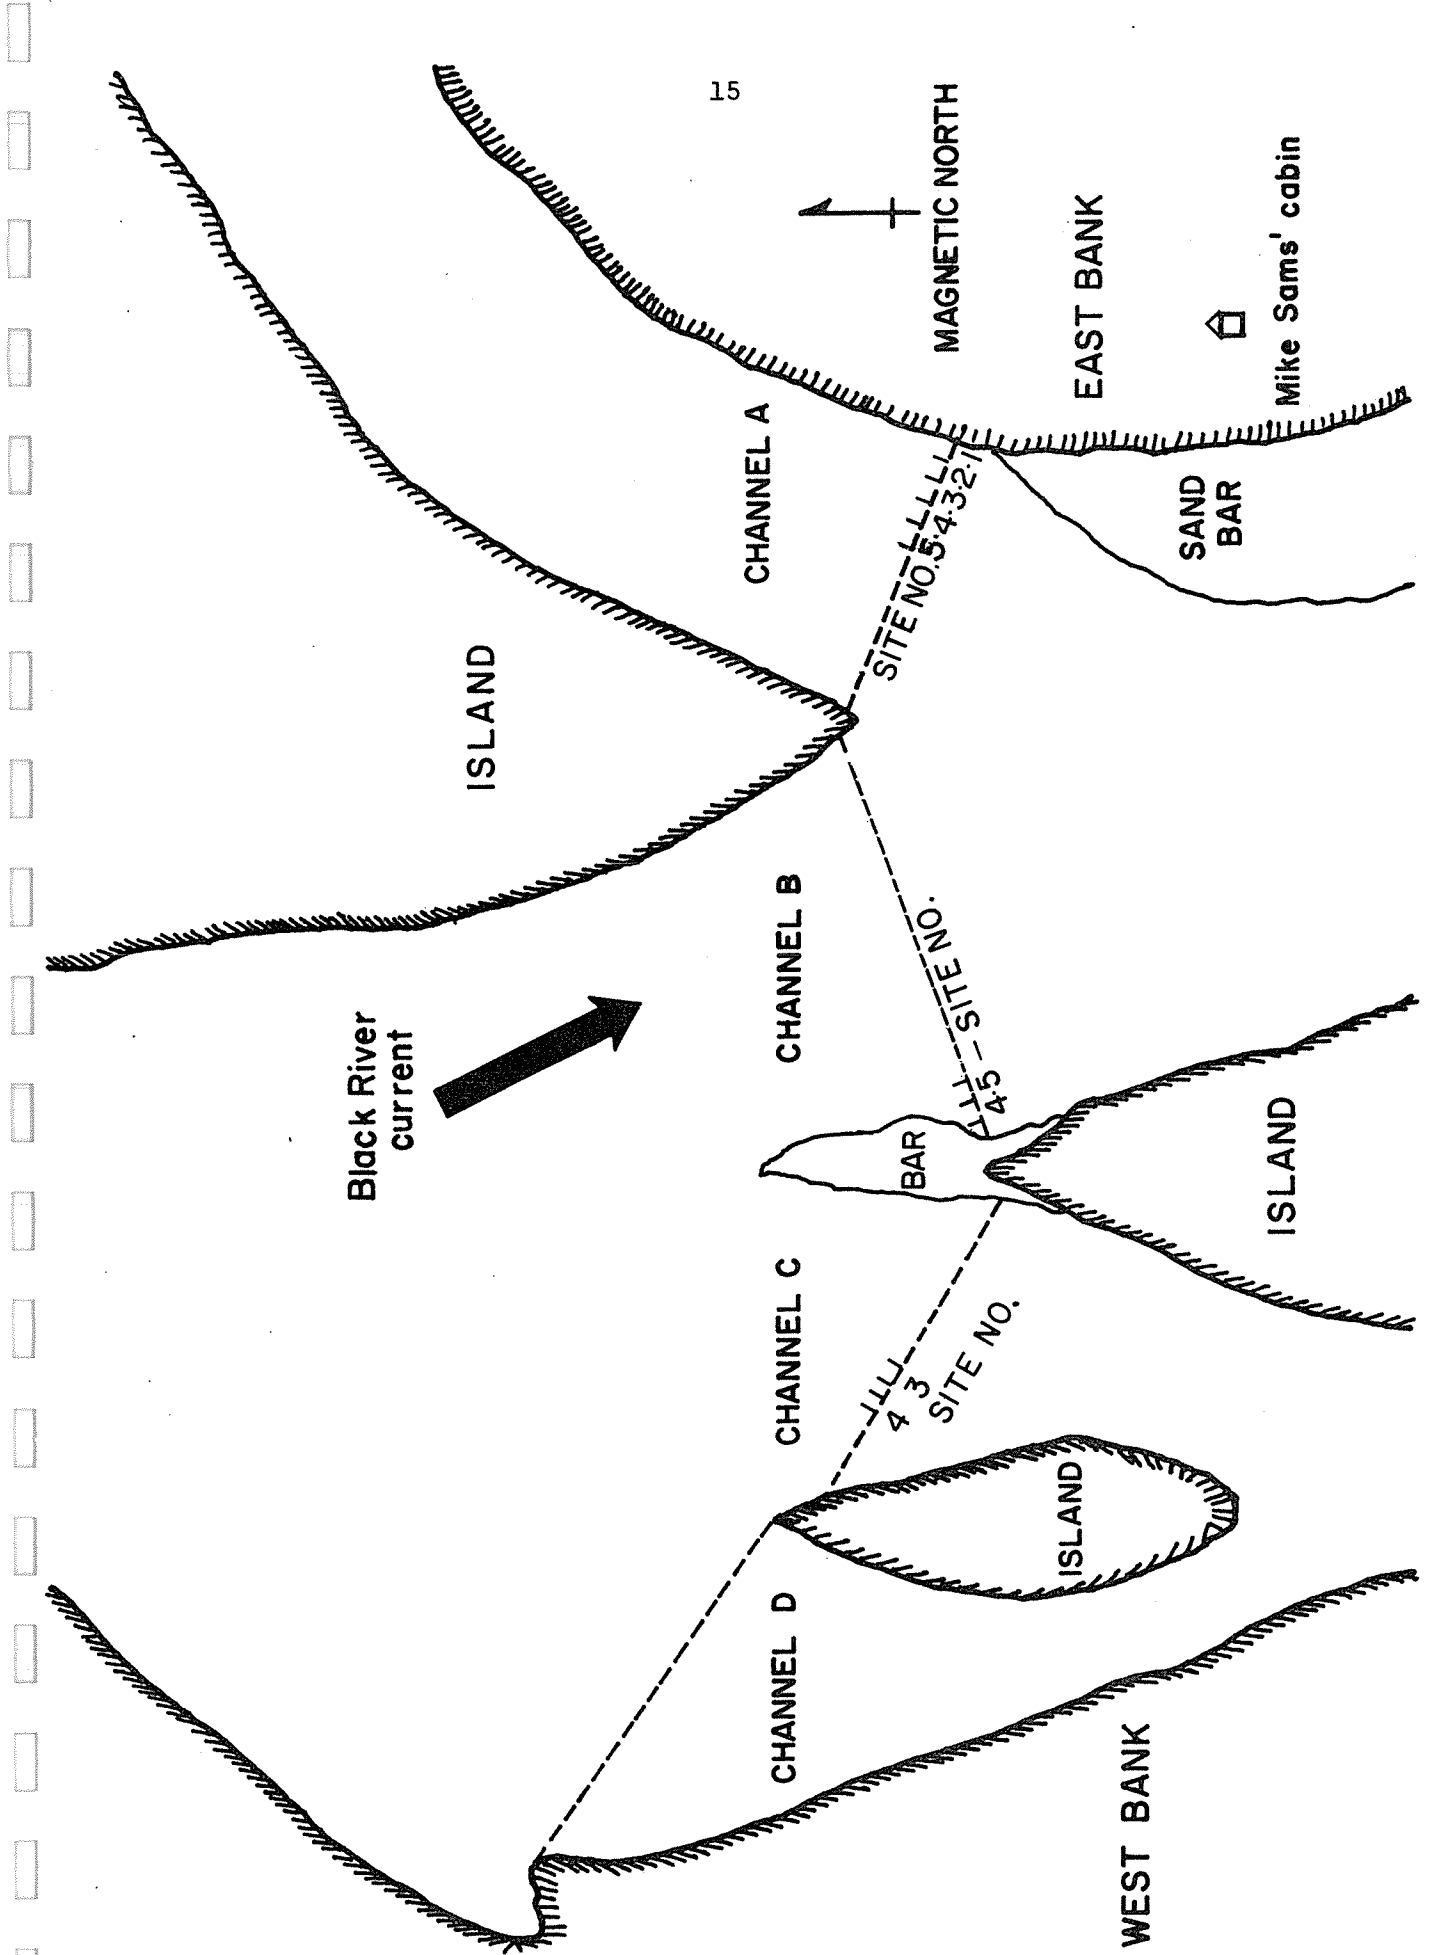 15
MAGNETIC NORTH
EAST BANK
Mike Sams' cabin
SAND
BAR
CHANNEL A
SITE NO. 5·4·3·2·1
ISLAND
CHANNEL B
4·5 – SITE NO.
Black River
current
BAR
ISLAND
CHANNEL C
4 3
SITE NO.
ISLAND
CHANNEL D
WEST BANK